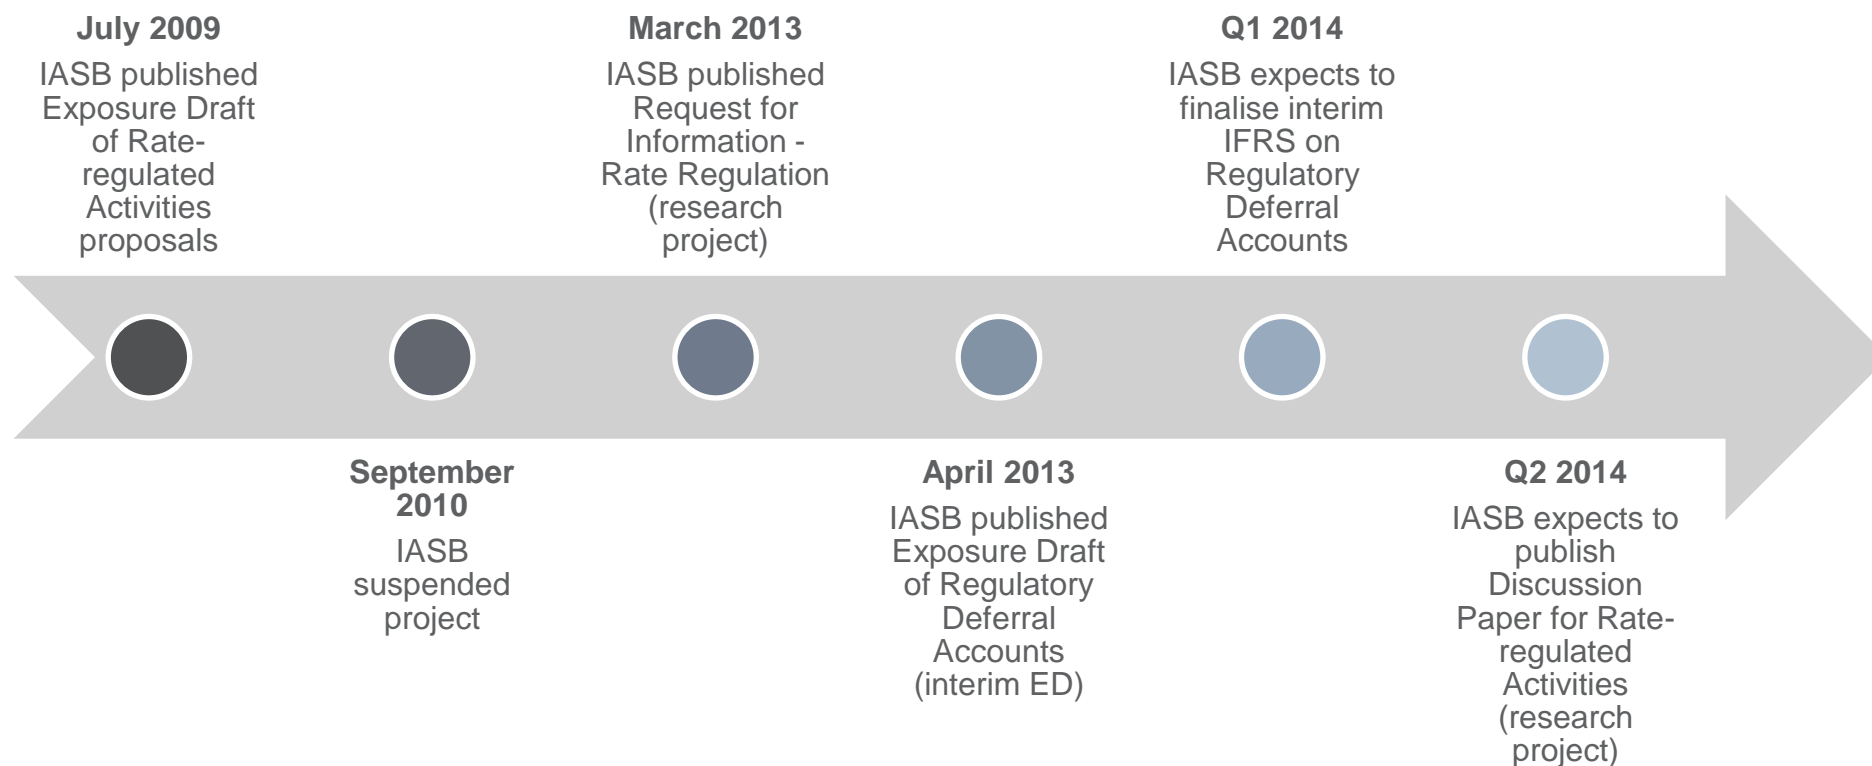 July 2009
IASB published
Exposure Draft
of Rate-
regulated
Activities
proposals
September
2010
IASB
suspended
project
March 2013
IASB published
Request for
Information -
Rate Regulation
(research
project)
April 2013
IASB published
Exposure Draft
of Regulatory
Deferral
Accounts
(interim ED)
Q1 2014
IASB expects to
finalise interim
IFRS on
Regulatory
Deferral
Accounts
Q2 2014
IASB expects to
publish
Discussion
Paper for Rate-
regulated
Activities
(research
project)